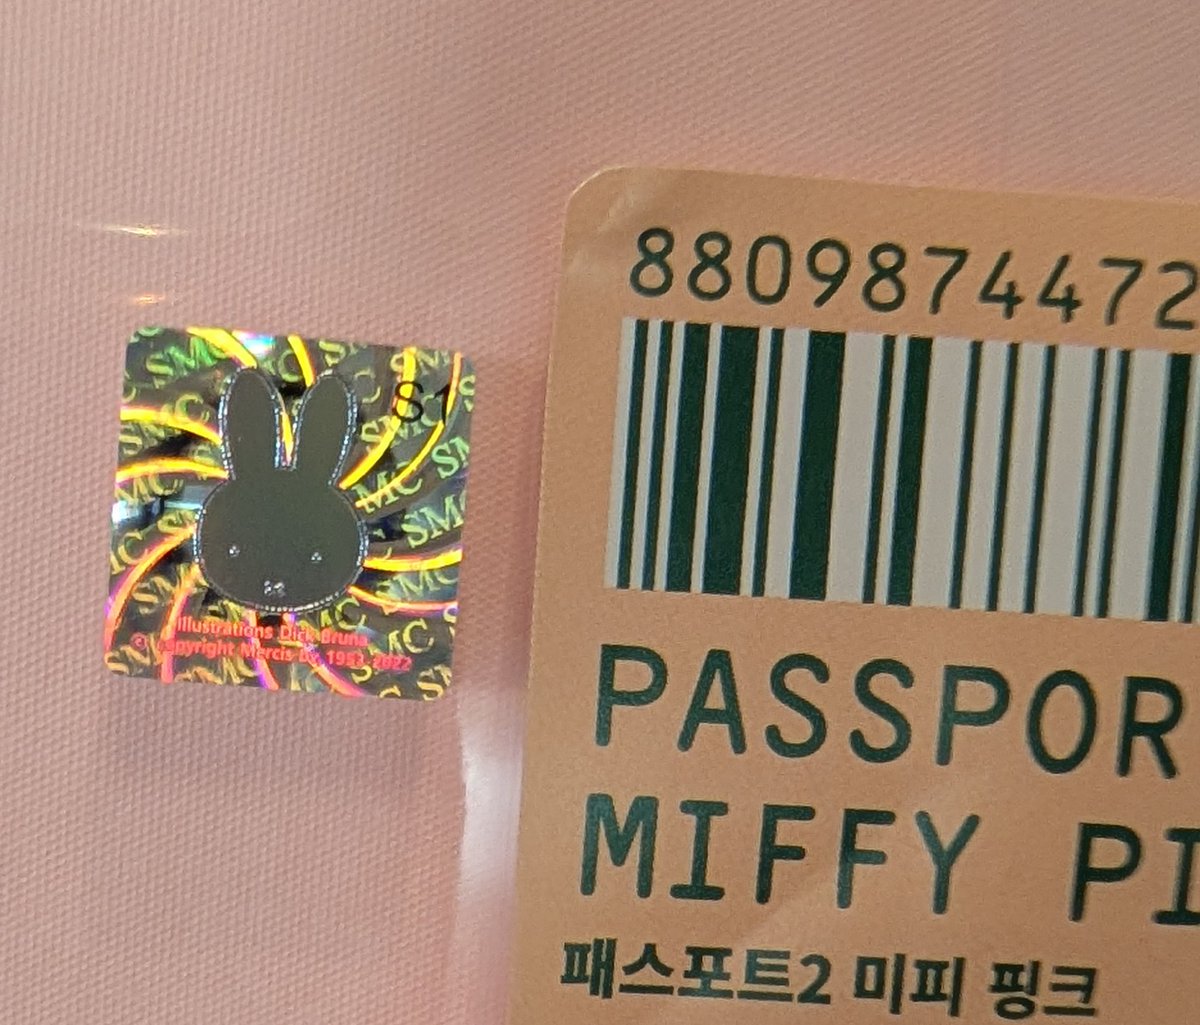 8809874472
PASSPOR
MIFFY PI
패스포트2 미피 핑크
SMC
S1
Illustrations Dick Bruna
© copyright Mercis bv, 1953-2022